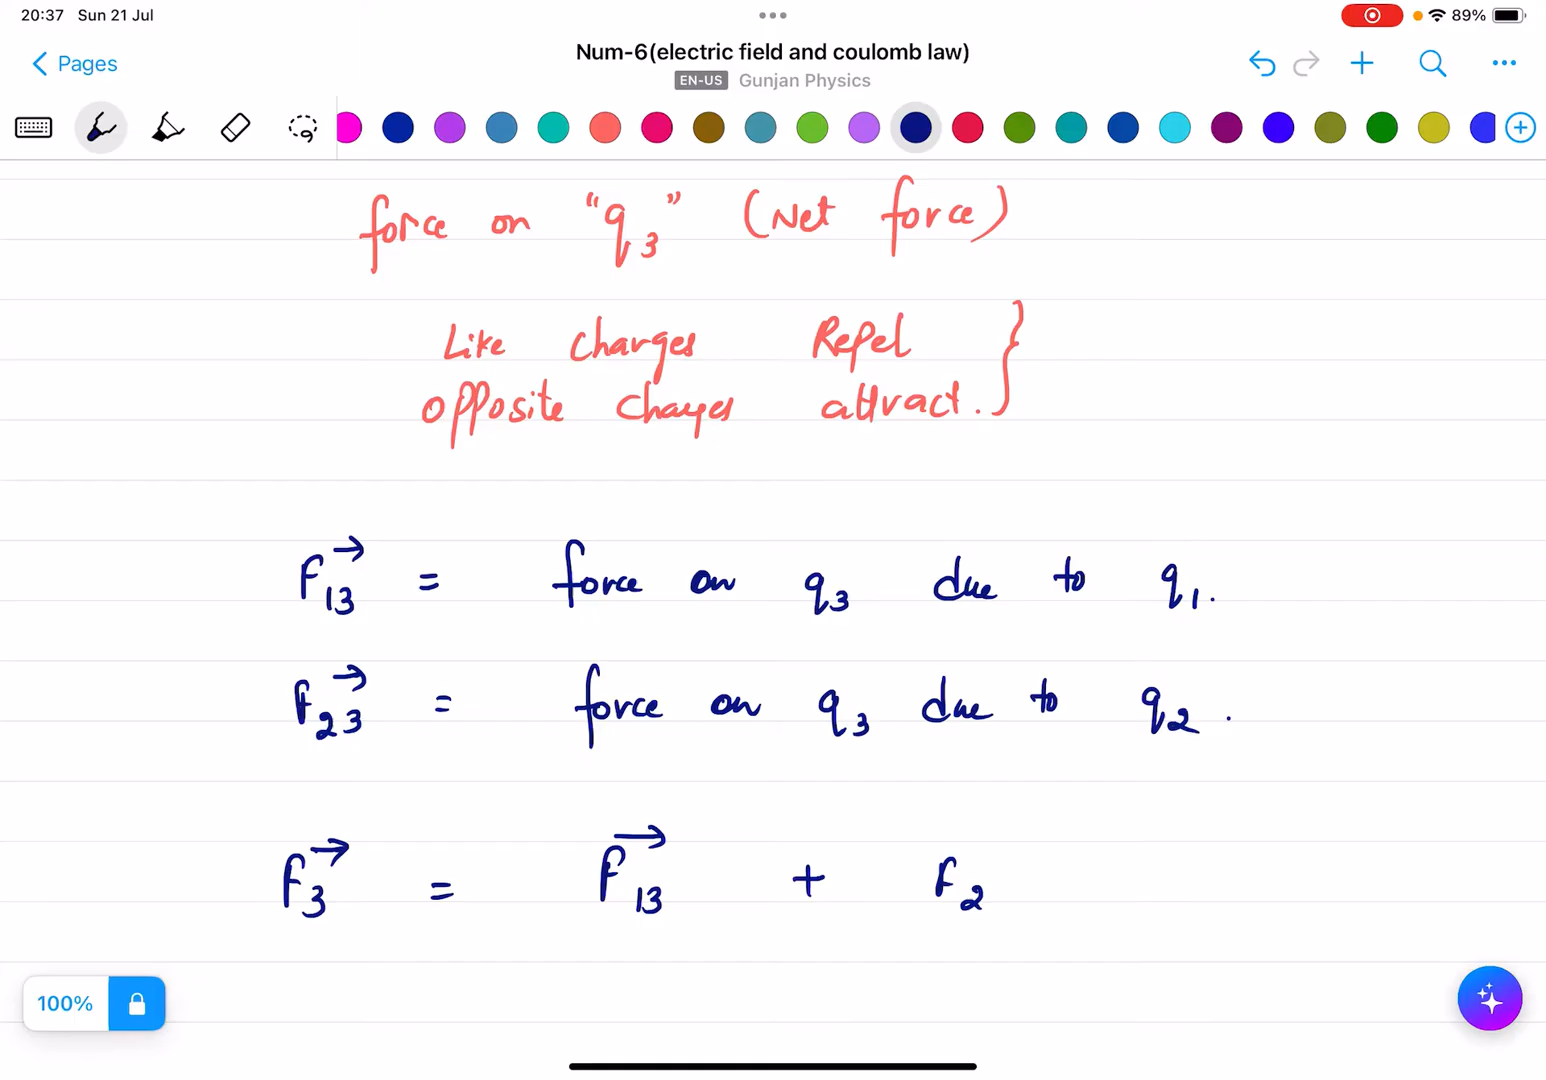 20:37 Sun 21 Jul
89%
Pages
Num-6(electric field and coulomb law)
EN-US Gunjan Physics
force on "q3" (Net force)
Like charges Repel
opposite charges attract.
F13 = force on q3 due to q1.
F23 = force on q3 due to q2.
F3 = F13 + F2
100%